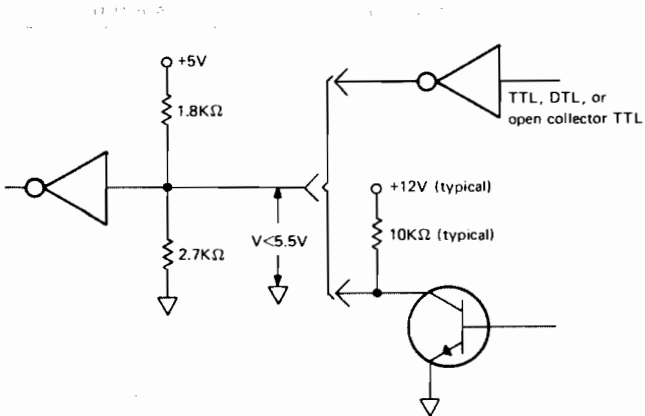 +5V
1.8KΩ
TTL, DTL, or
open collector TTL
+12V (typical)
V<5.5V
10KΩ (typical)
2.7KΩ